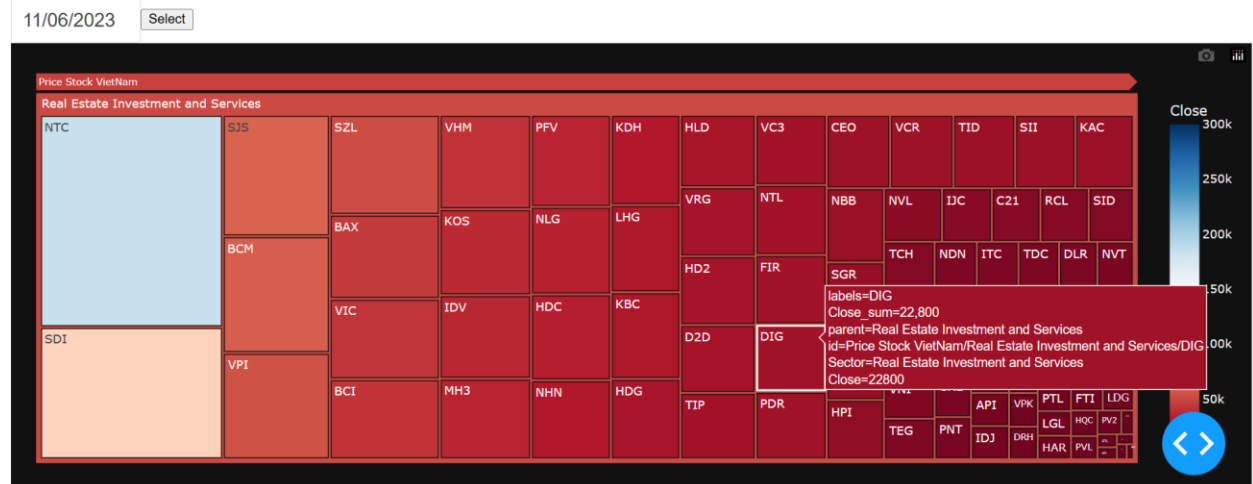 11/06/2023 Select
Price Stock VietNam
Real Estate Investment and Services
Close
NTC SJS SZL VHM PFV KDH HLD VC3 CEO VCR TID SII KAC
300k
250k
VRG NTL NBB NVL IJC C21 RCL SID
BAX KOS NLG LHG
200k
BCM TCH NDN ITC TDC DLR NVT
HD2 FIR SGR
labels=DIG
Close_sum=22,800
parent=Real Estate Investment and Services
id=Price Stock VietNam/Real Estate Investment and Services/DIG
Sector=Real Estate Investment and Services
Close=22800
50k
VIC IDV HDC KBC
SDI D2D DIG
00k
VPI
BCI MH3 NHN HDG
TIP PDR HPI API VPK PTL FTI LDG
50k
LGL HQC PV2
TEG PNT IDJ DRH HAR PVL